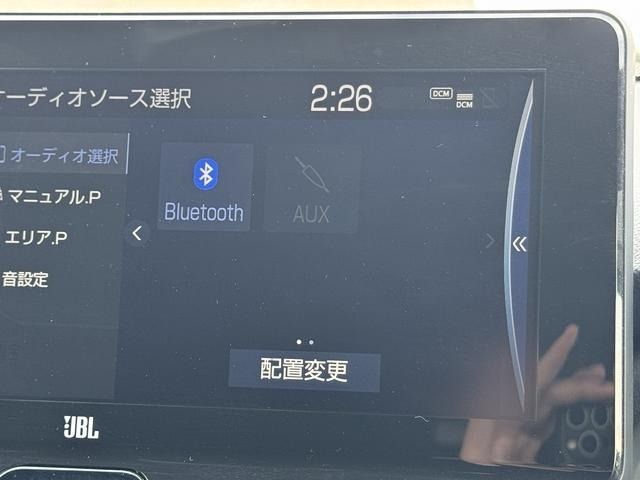 ーディオソース選択
2:26
DCM
DCM
オーディオ選択
マニュアル.P
エリア.P
音設定
Bluetooth
AUX
配置変更
JBL